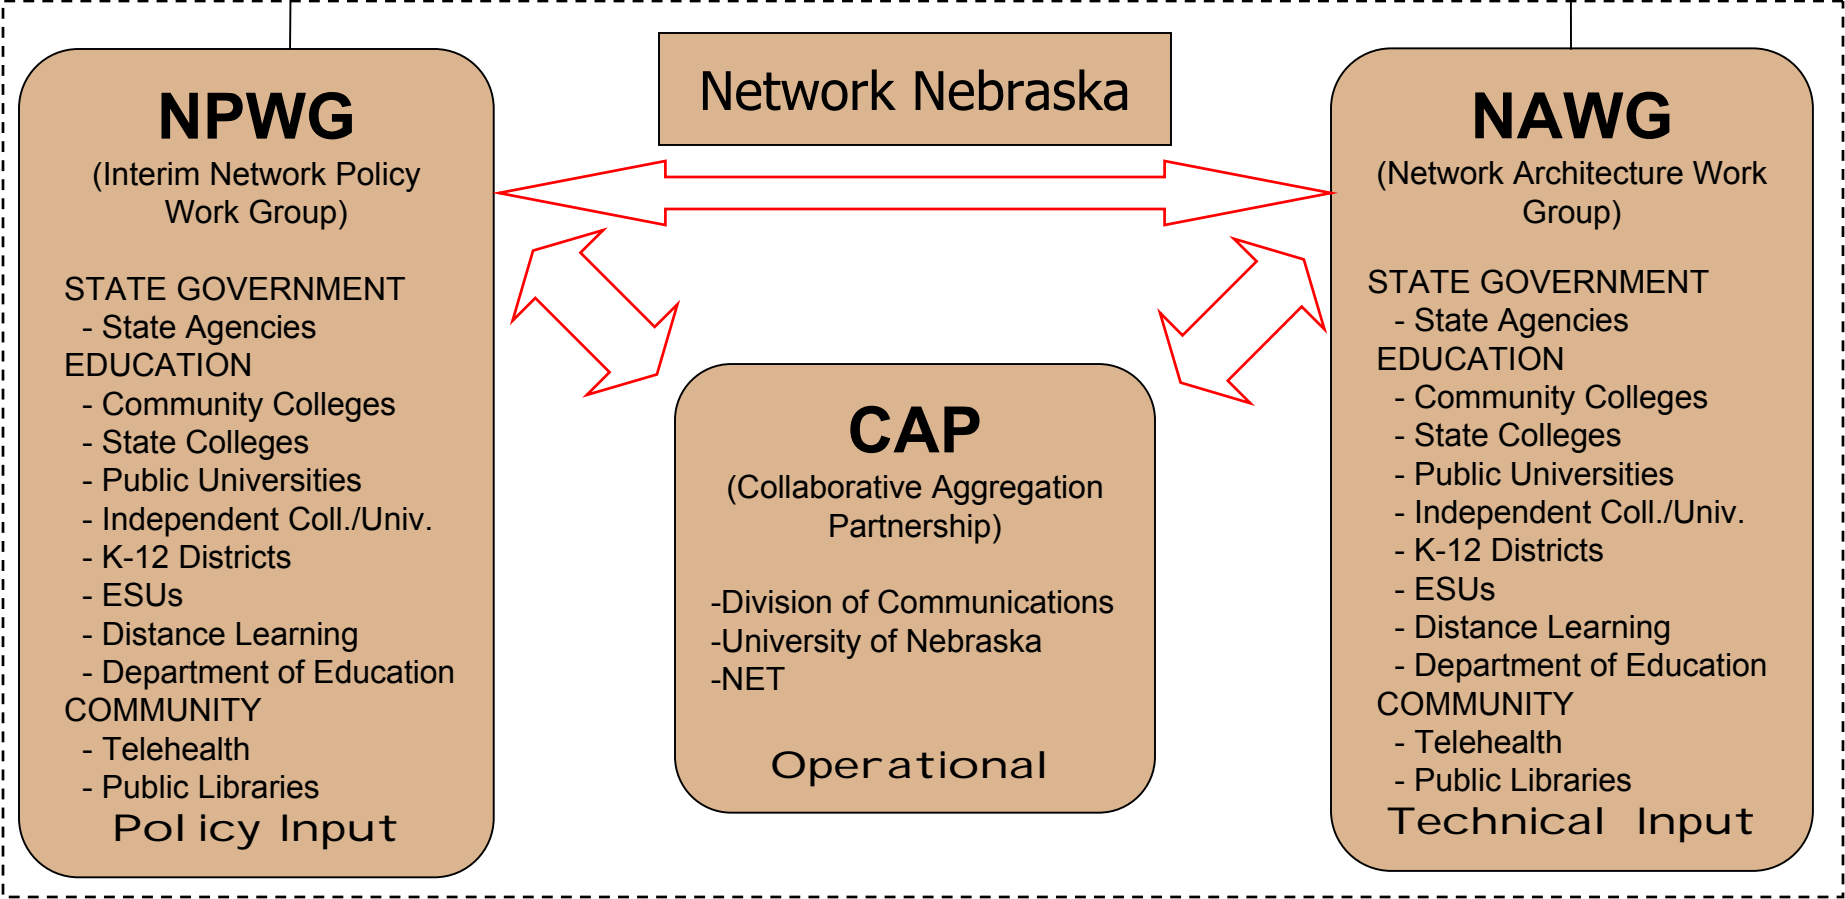 Network Nebraska
NPWG
(Interim Network Policy
Work Group)
STATE GOVERNMENT
- State Agencies
EDUCATION
- Community Colleges
- State Colleges
- Public Universities
- Independent Coll./Univ.
- K-12 Districts
- ESUs
- Distance Learning
- Department of Education
COMMUNITY
- Telehealth
- Public Libraries
Policy Input
CAP
(Collaborative Aggregation
Partnership)
-Division of Communications
-University of Nebraska
-NET
Operational
NAWG
(Network Architecture Work
Group)
STATE GOVERNMENT
- State Agencies
EDUCATION
- Community Colleges
- State Colleges
- Public Universities
- Independent Coll./Univ.
- K-12 Districts
- ESUs
- Distance Learning
- Department of Education
COMMUNITY
- Telehealth
- Public Libraries
Technical Input